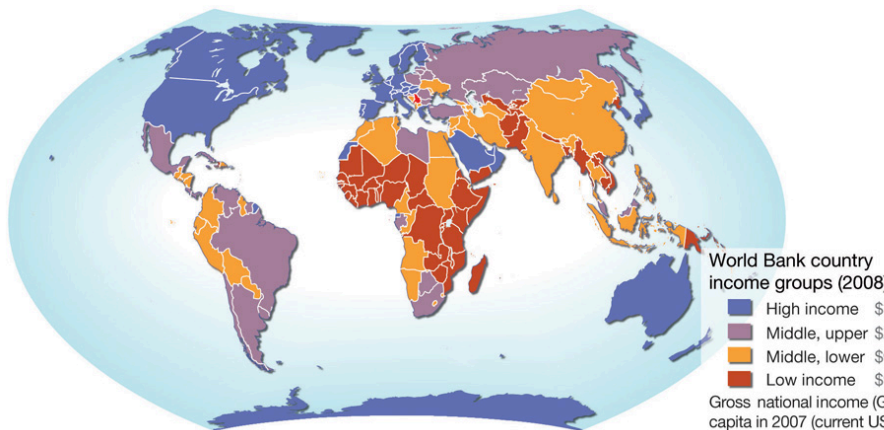 World Bank country
income groups (2008
High income $
Middle, upper $
Middle, lower $
Low income $
Gross national income (G
capita in 2007 (current US